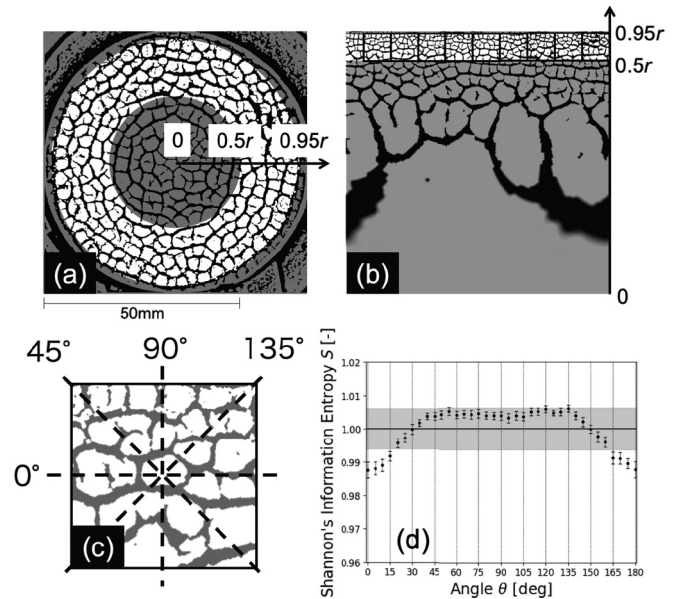 0
0.5r
0.95r
(a)
50mm
0.95r
0.5r
(b)
0
45°
90°
135°
0°
(c)
Shannon's Information Entropy S [-]
1.02
1.01
1.00
0.99
0.98
0.97
0.96
(d)
0 15 30 45 60 75 90 105 120 135 150 165 180
Angle θ [deg]